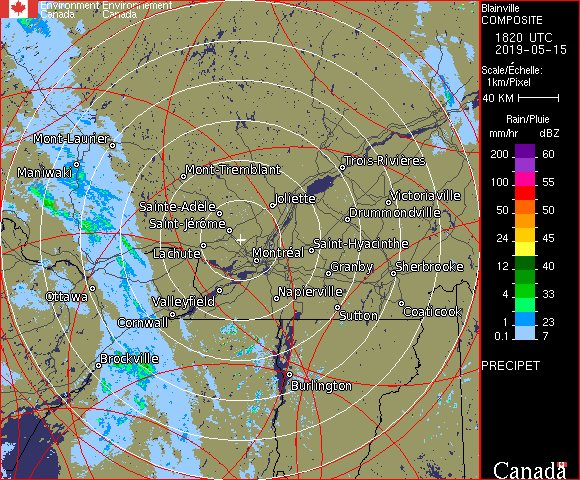 Environment Environnement
Canada Canada
Blainville
COMPOSITE
1820 UTC
2019-05-15
Scale/Échelle:
1km/Pixel
40 KM
Rain/Pluie
mm/hr dBZ
200 60
100 55
50 50
24 45
12 40
4 33
1 23
0.1 7
PRECIPET
Canada
Mont-Laurier
Maniwaki
Mont-Tremblant
Trois-Rivières
Joliette
Victoriaville
Sainte-Adèle
Drummondville
Saint-Jérôme
Saint-Hyacinthe
Lachute
Montréal
Granby
Sherbrooke
Ottawa
Valleyfield
Napierville
Cornwall
Sutton
Coaticook
Brockville
Burlington